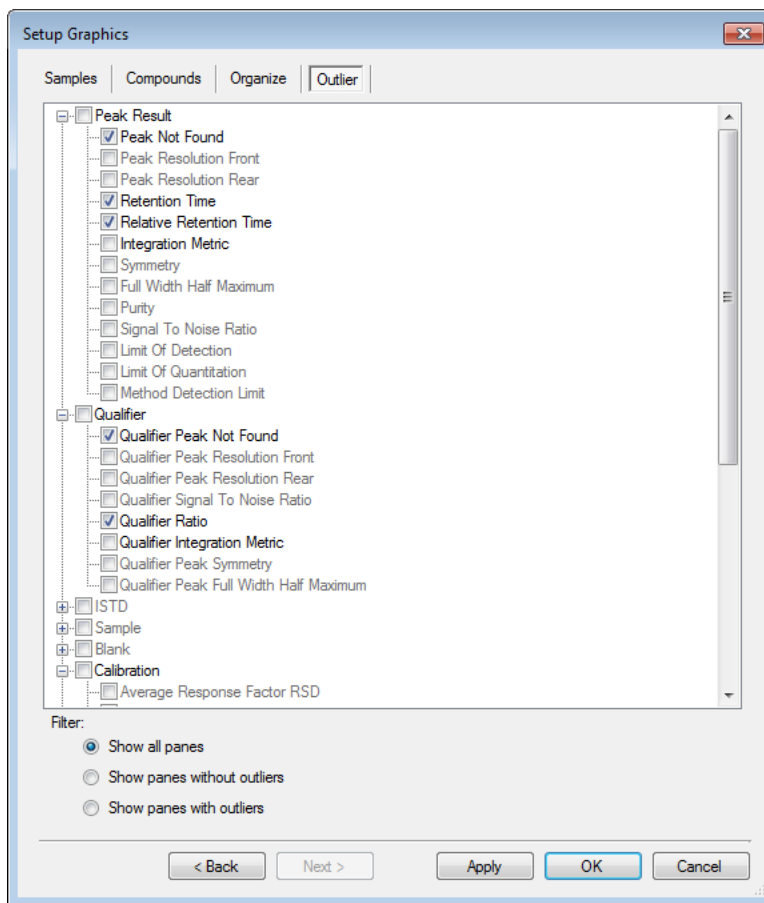 Setup Graphics
Samples Compounds Organize Outlier
Peak Result
Peak Not Found
Peak Resolution Front
Peak Resolution Rear
Retention Time
Relative Retention Time
Integration Metric
Symmetry
Full Width Half Maximum
Purity
Signal To Noise Ratio
Limit Of Detection
Limit Of Quantitation
Method Detection Limit
Qualifier
Qualifier Peak Not Found
Qualifier Peak Resolution Front
Qualifier Peak Resolution Rear
Qualifier Signal To Noise Ratio
Qualifier Ratio
Qualifier Integration Metric
Qualifier Peak Symmetry
Qualifier Peak Full Width Half Maximum
ISTD
Sample
Blank
Calibration
Average Response Factor RSD
Filter:
Show all panes
Show panes without outliers
Show panes with outliers
< Back Next > Apply OK Cancel